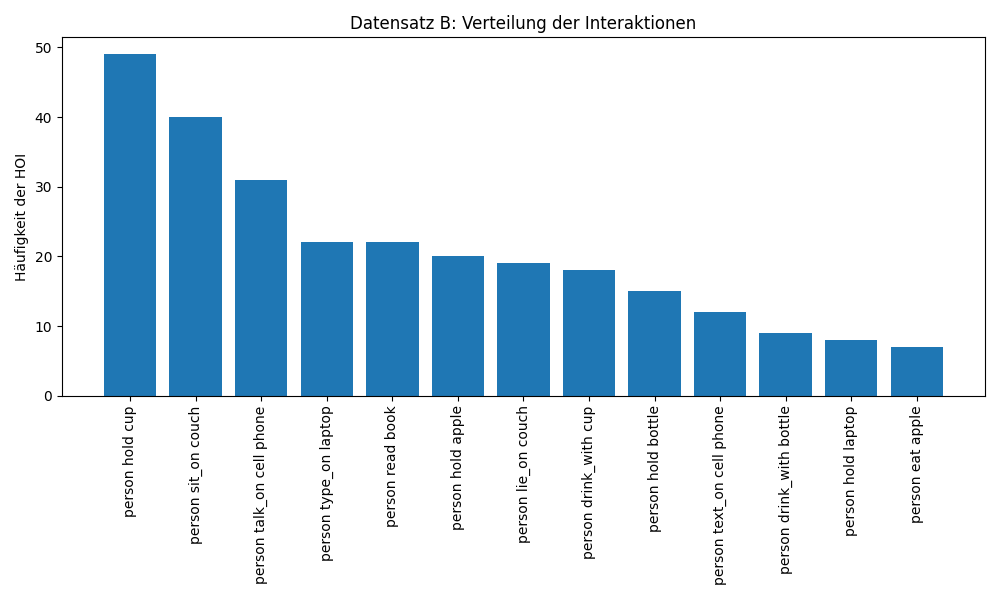 Datensatz B: Verteilung der Interaktionen
Häufigkeit der HOI
50
40
30
20
10
0
person hold cup
person sit_on couch
person talk_on cell phone
person type_on laptop
person read book
person hold apple
person lie_on couch
person drink_with cup
person hold bottle
person text_on cell phone
person drink_with bottle
person hold laptop
person eat apple